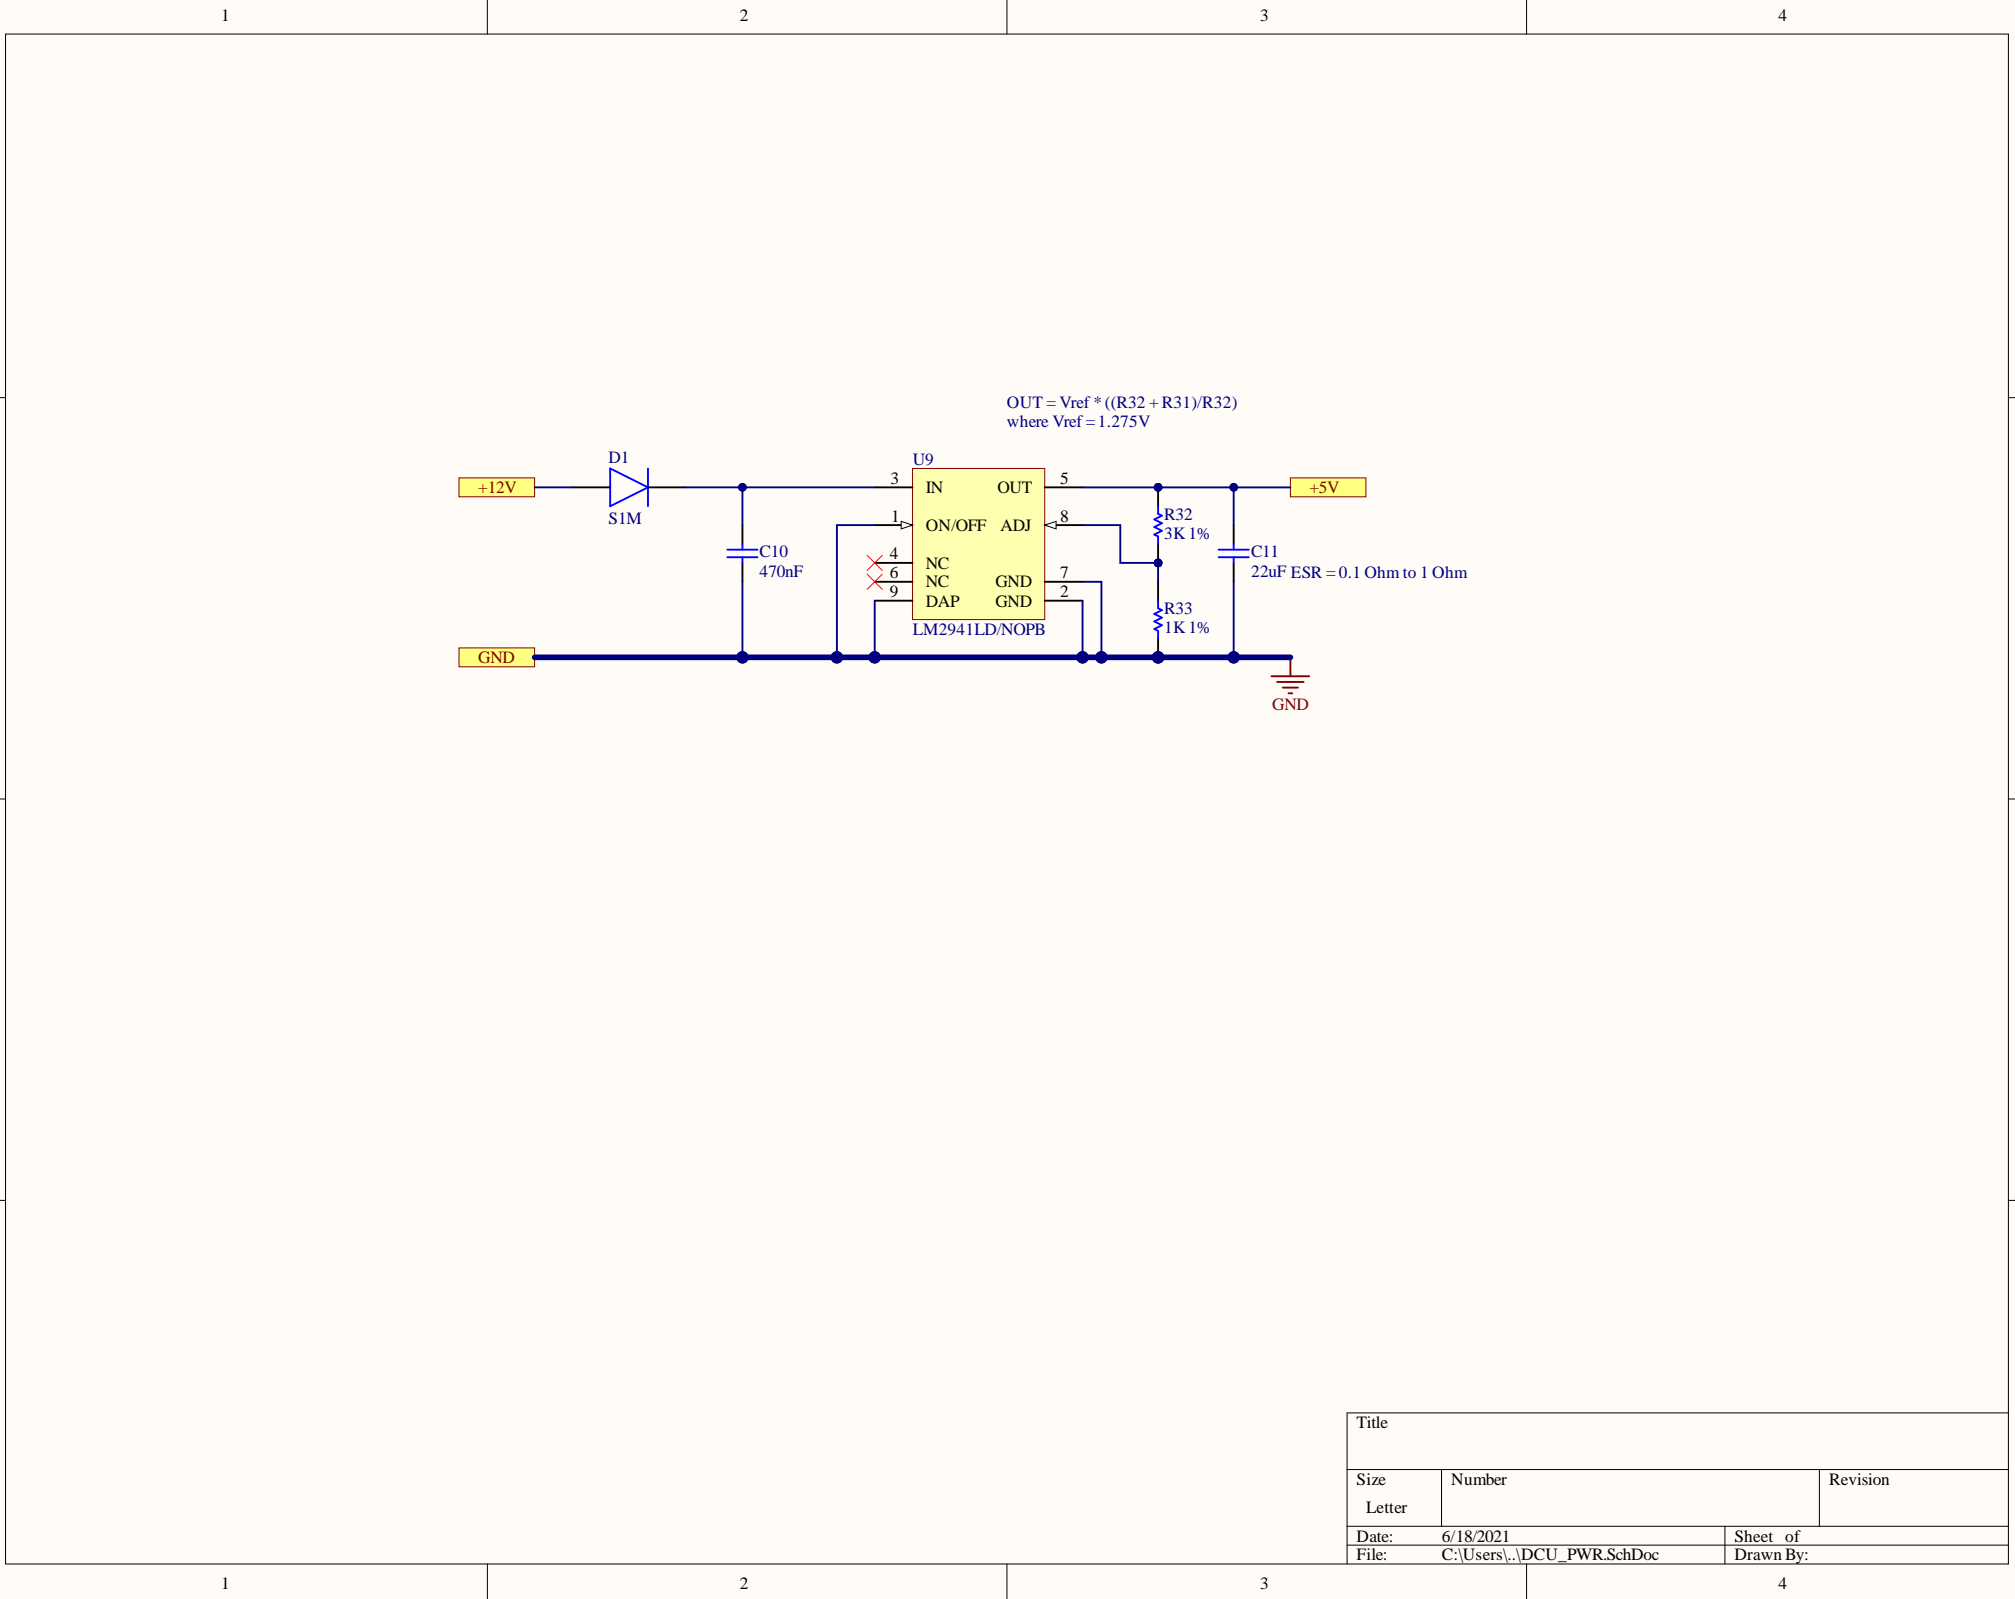 1 2 3 4
OUT = Vref * ((R32 + R31)/R32)
where Vref = 1.275V
D1
S1M
+12V
U9
3 IN OUT 5
1 ON/OFF ADJ 8
4 NC
6 NC GND 7
9 DAP GND 2
LM2941LD/NOPB
+5V
R32
3K 1%
C10
470nF
C11
22uF ESR = 0.1 Ohm to 1 Ohm
R33
1K 1%
GND
GND
Title
Size Number Revision
Letter
Date: 6/18/2021 Sheet of
File: C:\Users\..\DCU_PWR.SchDoc Drawn By:
1 2 3 4